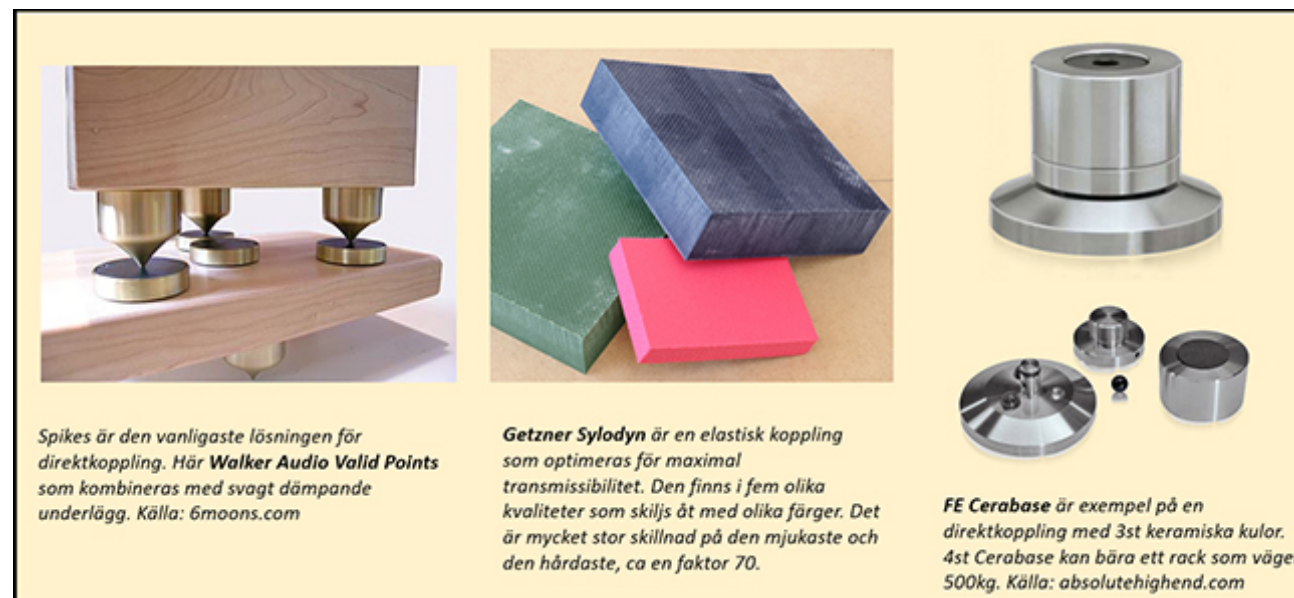 Spikes är den vanligaste lösningen för
direktkoppling. Här Walker Audio Valid Points
som kombineras med svagt dämpande
underlägg. Källa: 6moons.com
Getzner Sylodyn är en elastisk koppling
som optimeras för maximal
transmissibilitet. Den finns i fem olika
kvaliteter som skiljs åt med olika färger. Det
är mycket stor skillnad på den mjukaste och
den hårdaste, ca en faktor 70.
FE Cerabase är exempel på en
direktkoppling med 3st keramiska kulor.
4st Cerabase kan bära ett rack som väge
500kg. Källa: absolutehighend.com